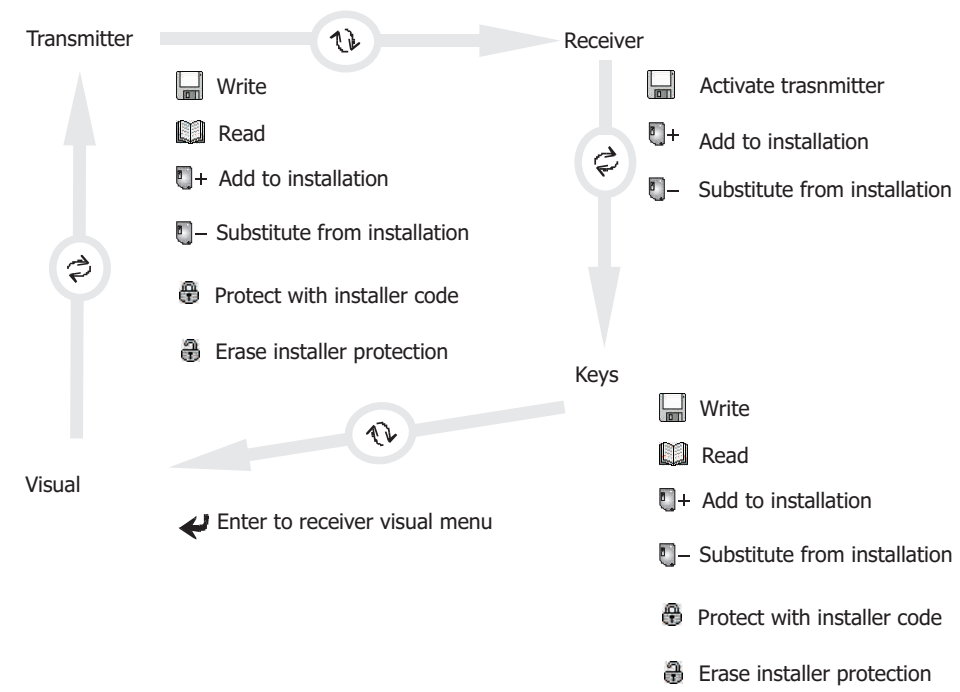 Transmitter
Receiver
Write
Read
+ Add to installation
– Substitute from installation
Protect with installer code
Erase installer protection
Activate trasnmitter
+ Add to installation
– Substitute from installation
Keys
Write
Read
+ Add to installation
– Substitute from installation
Protect with installer code
Erase installer protection
Visual
Enter to receiver visual menu